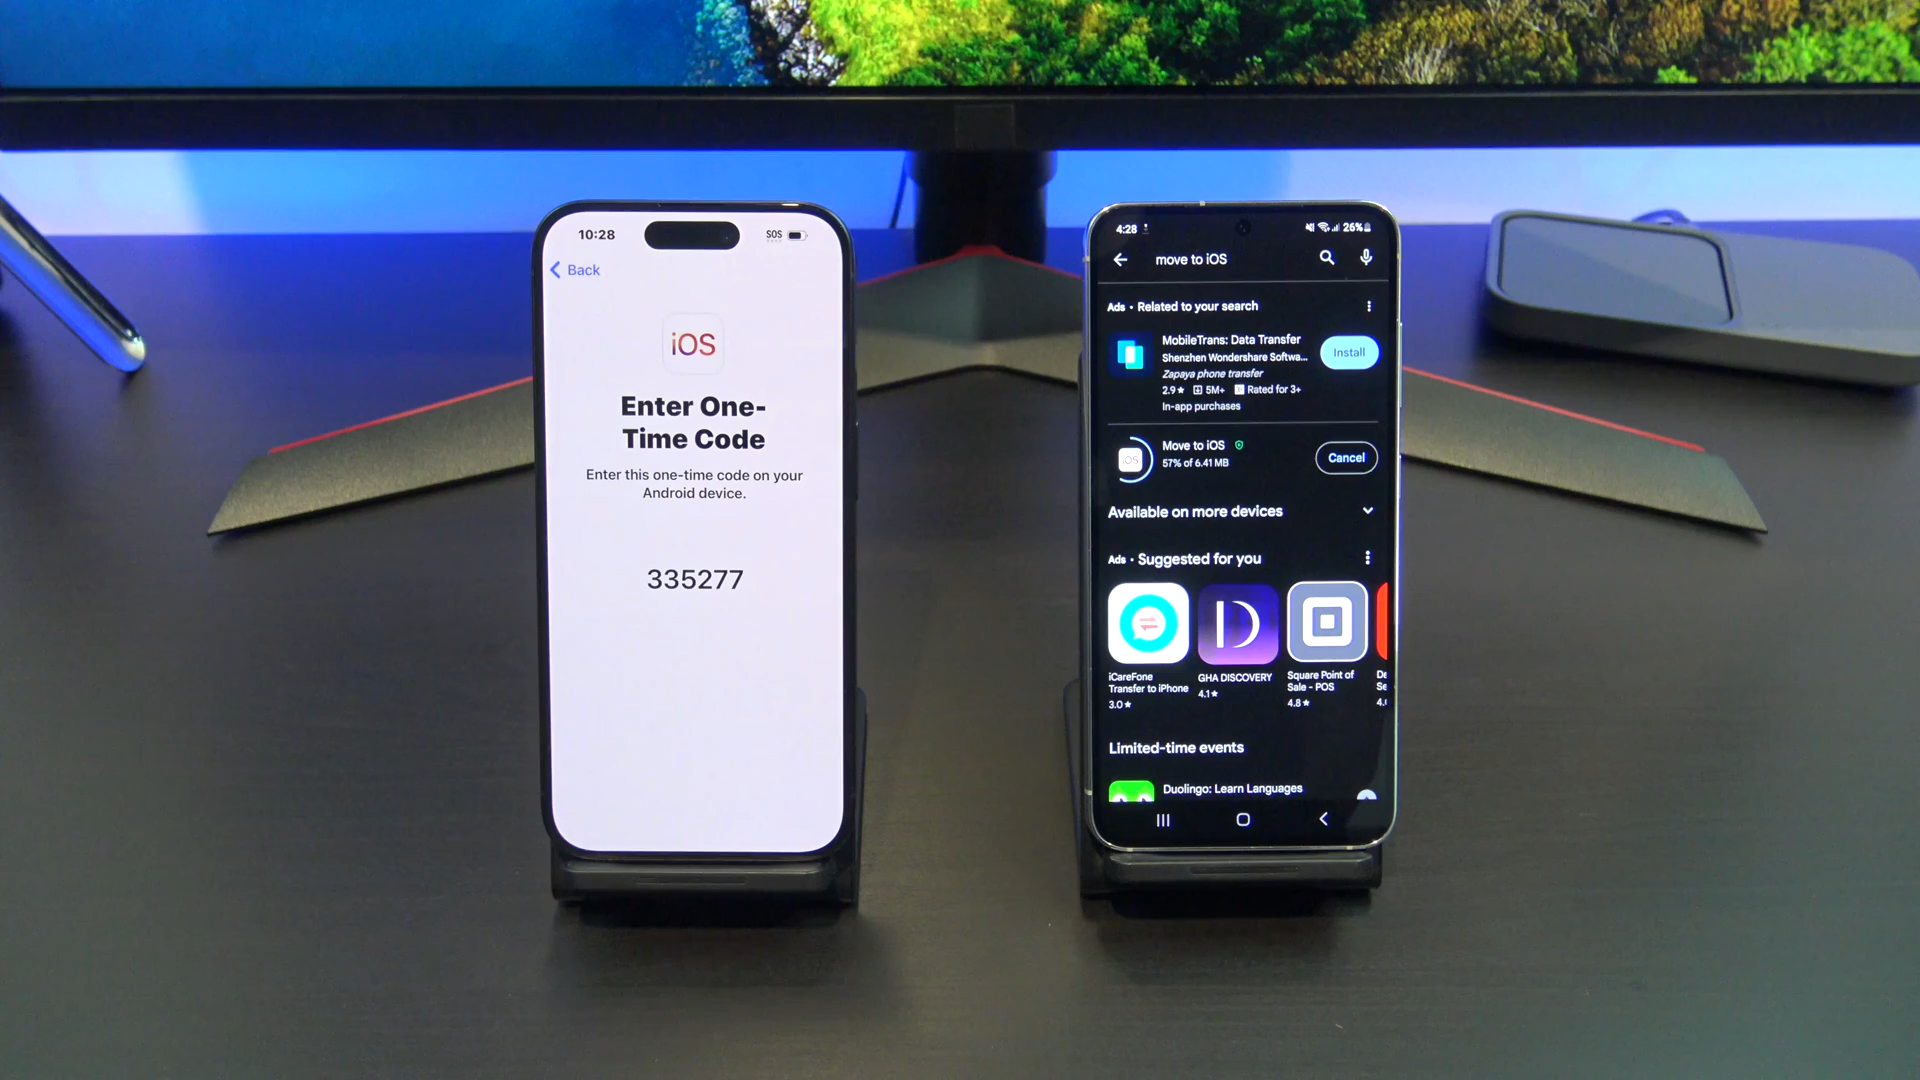 10:28
SOS
Back
iOS
Enter One-
Time Code
Enter this one-time code on your
Android device.
335277
4:28
26%
move to iOS
Ads • Related to your search
MobileTrans: Data Transfer
Shenzhen Wondershare Softwa...
Zapaya phone transfer
2.9★ 5M+ Rated for 3+
In-app purchases
Install
iOS
Move to iOS
57% of 6.41 MB
Cancel
Available on more devices
Ads • Suggested for you
iCareFone
Transfer to iPhone
3.0★
GHA DISCOVERY
4.1★
Square Point of
Sale - POS
4.8★
De
Se
4.
Limited-time events
Duolingo: Learn Languages